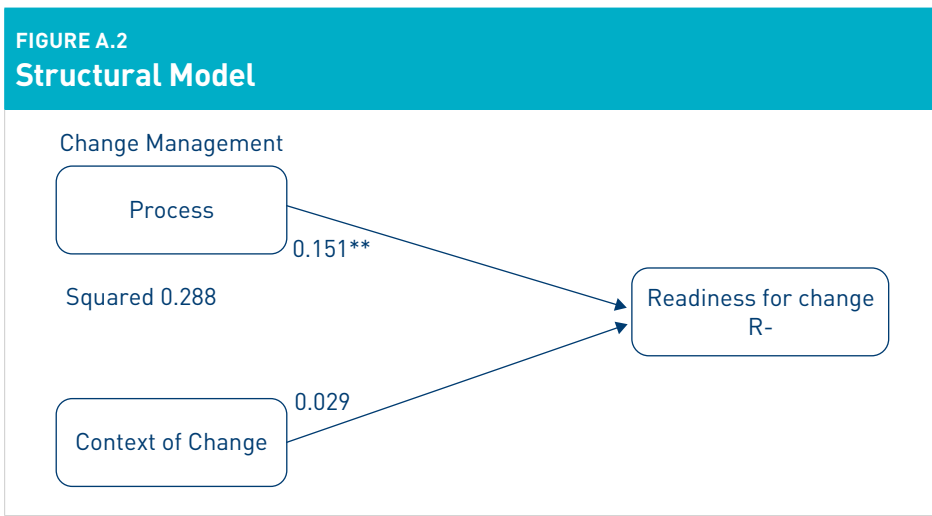 FIGURE A.2
Structural Model
Change Management
Process
0.151**
Squared 0.288
Readiness for change
R-
0.029
Context of Change